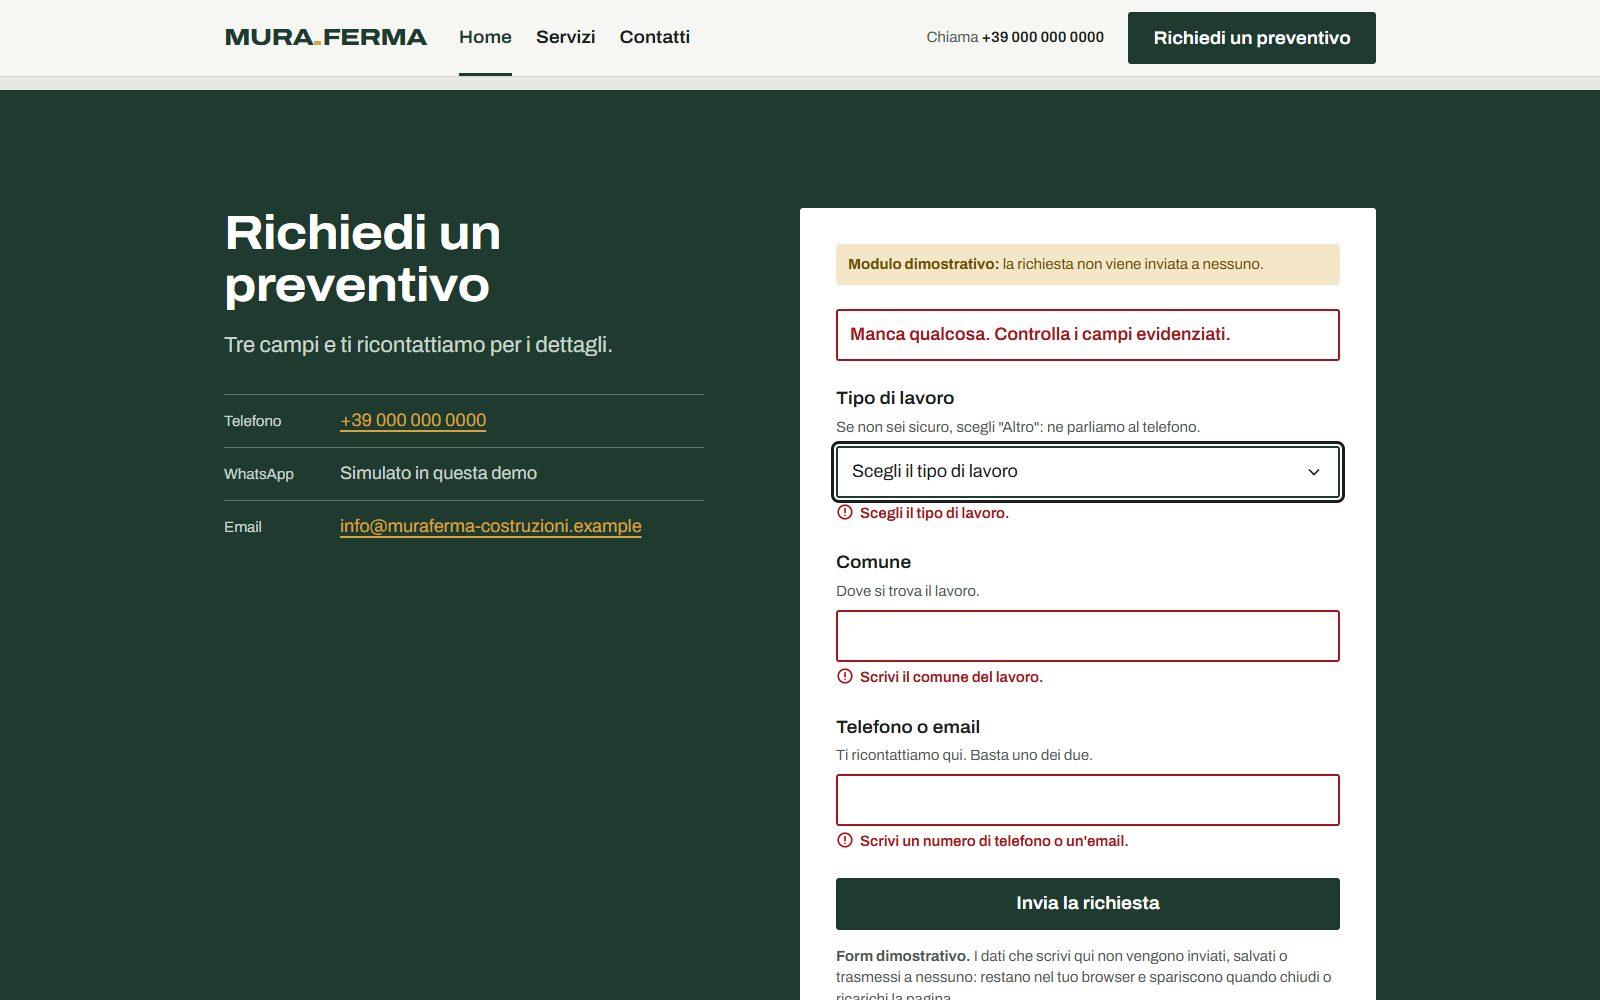 MURA.FERMA
Home
Servizi
Contatti
Chiama +39 000 000 0000
Richiedi un preventivo
Richiedi un
preventivo
Tre campi e ti ricontattiamo per i dettagli.
Telefono
+39 000 000 0000
WhatsApp
Simulato in questa demo
Email
info@muraferma-costruzioni.example
Modulo dimostrativo: la richiesta non viene inviata a nessuno.
Manca qualcosa. Controlla i campi evidenziati.
Tipo di lavoro
Se non sei sicuro, scegli "Altro": ne parliamo al telefono.
Scegli il tipo di lavoro
Scegli il tipo di lavoro.
Comune
Dove si trova il lavoro.
Scrivi il comune del lavoro.
Telefono o email
Ti ricontattiamo qui. Basta uno dei due.
Scrivi un numero di telefono o un'email.
Invia la richiesta
Form dimostrativo. I dati che scrivi qui non vengono inviati, salvati o
trasmessi a nessuno: restano nel tuo browser e spariscono quando chiudi o
ricarichi la pagina.